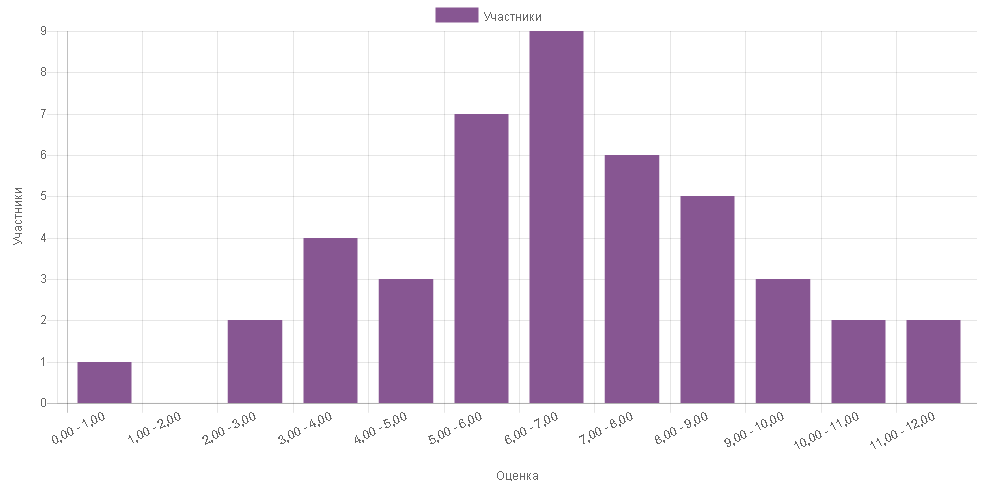 Участники
9
8
7
6
5
4
3
2
1
0
Участники
0,00 - 1,00
1,00 - 2,00
2,00 - 3,00
3,00 - 4,00
4,00 - 5,00
5,00 - 6,00
6,00 - 7,00
7,00 - 8,00
8,00 - 9,00
9,00 - 10,00
10,00 - 11,00
11,00 - 12,00
Оценка